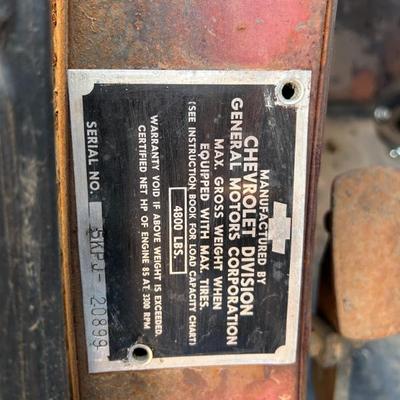 MANUFACTURED BY
CHEVROLET DIVISION
GENERAL MOTORS CORPORATION
MAX. GROSS WEIGHT WHEN
EQUIPPED WITH MAX. TIRES.
(SEE INSTRUCTION BOOK FOR LOAD CAPACITY CHART)
4800 LBS.
WARRANTY VOID IF ABOVE WEIGHT IS EXCEEDED.
CERTIFIED NET HP OF ENGINE 85 AT 3300 RPM
SERIAL NO. 5KPJ- 20899